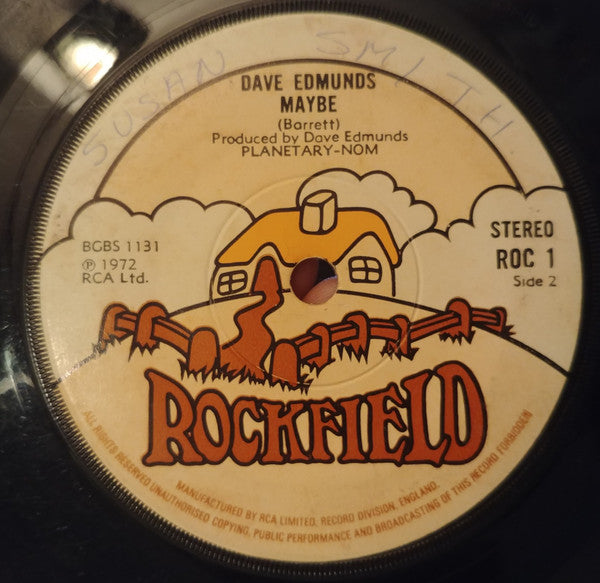 SUSAN SMITH
DAVE EDMUNDS
MAYBE
(Barrett)
Produced by Dave Edmunds
PLANETARY-NOM
BGBS 1131
℗ 1972
RCA Ltd.
STEREO
ROC 1
Side 2
ROCKFIELD
MANUFACTURED BY RCA LIMITED, RECORD DIVISION, ENGLAND.
ALL RIGHTS RESERVED UNAUTHORISED COPYING, PUBLIC PERFORMANCE AND BROADCASTING OF THIS RECORD FORBIDDEN